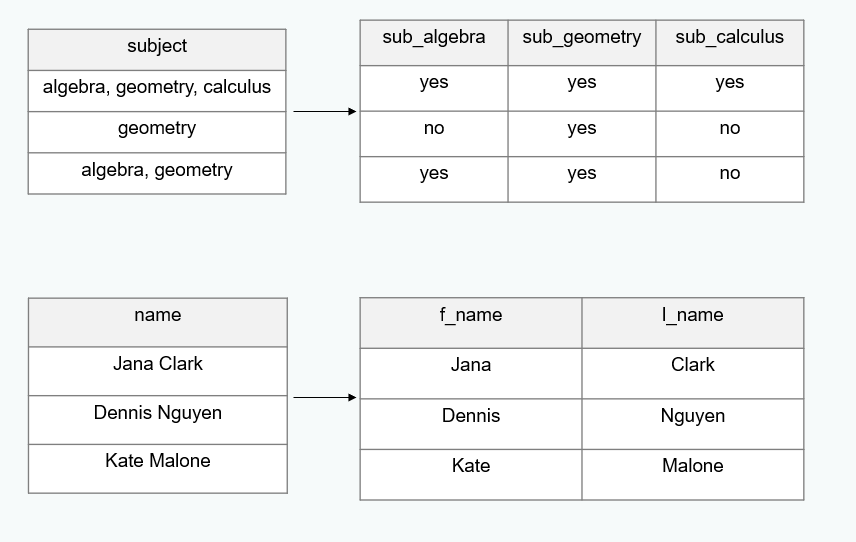 subject
algebra, geometry, calculus
geometry
algebra, geometry
sub_algebra sub_geometry sub_calculus
yes yes yes
no yes no
yes yes no
name
Jana Clark
Dennis Nguyen
Kate Malone
f_name l_name
Jana Clark
Dennis Nguyen
Kate Malone